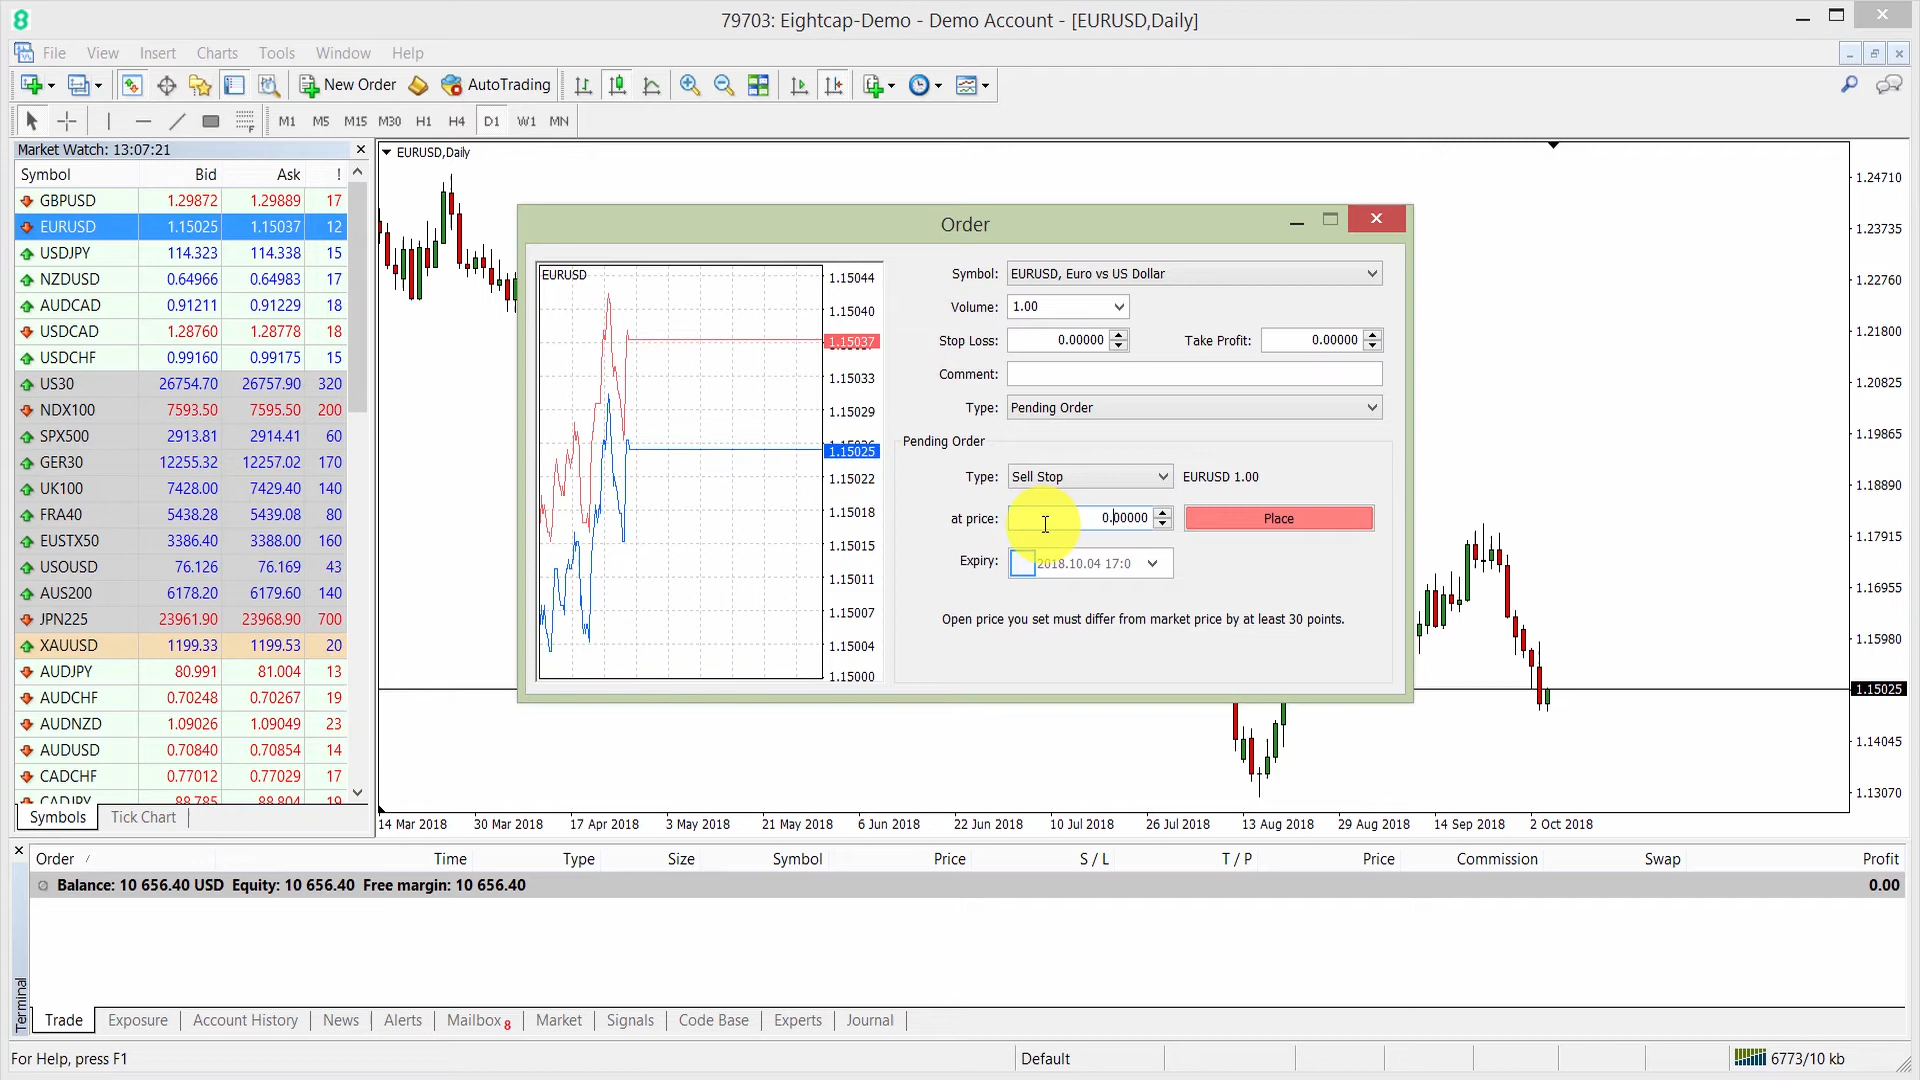 79703: Eightcap-Demo - Demo Account - [EURUSD,Daily]
File View Insert Charts Tools Window Help
New Order AutoTrading
M1 M5 M15 M30 H1 H4 D1 W1 MN
Market Watch: 13:07:21
Symbol Bid Ask !
GBPUSD 1.29872 1.29889 17
EURUSD 1.15025 1.15037 12
USDJPY 114.323 114.338 15
NZDUSD 0.64966 0.64983 17
AUDCAD 0.91211 0.91229 18
USDCAD 1.28760 1.28778 18
USDCHF 0.99160 0.99175 15
US30 26754.70 26757.90 320
NDX100 7593.50 7595.50 200
SPX500 2913.81 2914.41 60
GER30 12255.32 12257.02 170
UK100 7428.00 7429.40 140
FRA40 5438.28 5439.08 80
EUSTX50 3386.40 3388.00 160
USOUSD 76.126 76.169 43
AUS200 6178.20 6179.60 140
JPN225 23961.90 23968.90 700
XAUUSD 1199.33 1199.53 20
AUDJPY 80.991 81.004 13
AUDCHF 0.70248 0.70267 19
AUDNZD 1.09026 1.09049 23
AUDUSD 0.70840 0.70854 14
CADCHF 0.77012 0.77029 17
CADJPY 88.785 88.804 19
Symbols Tick Chart
EURUSD,Daily
1.24710
1.23735
1.22760
1.21800
1.20825
1.19865
1.18890
1.17915
1.16955
1.15980
1.15025
1.14045
1.13070
14 Mar 2018 30 Mar 2018 17 Apr 2018 3 May 2018 21 May 2018 6 Jun 2018 22 Jun 2018 10 Jul 2018 26 Jul 2018 13 Aug 2018 29 Aug 2018 14 Sep 2018 2 Oct 2018
Order
EURUSD
1.15044
1.15040
1.15037
1.15033
1.15029
1.15025
1.15022
1.15018
1.15015
1.15011
1.15007
1.15004
1.15000
Symbol: EURUSD, Euro vs US Dollar
Volume: 1.00
Stop Loss: 0.00000 Take Profit: 0.00000
Comment:
Type: Pending Order
Pending Order
Type: Sell Stop EURUSD 1.00
at price: 0.00000 Place
Expiry: 2018.10.04 17:0
Open price you set must differ from market price by at least 30 points.
Order / Time Type Size Symbol Price S / L T / P Price Commission Swap Profit
Balance: 10 656.40 USD Equity: 10 656.40 Free margin: 10 656.40 0.00
Terminal
Trade Exposure Account History News Alerts Mailbox 8 Market Signals Code Base Experts Journal
For Help, press F1 Default 6773/10 kb